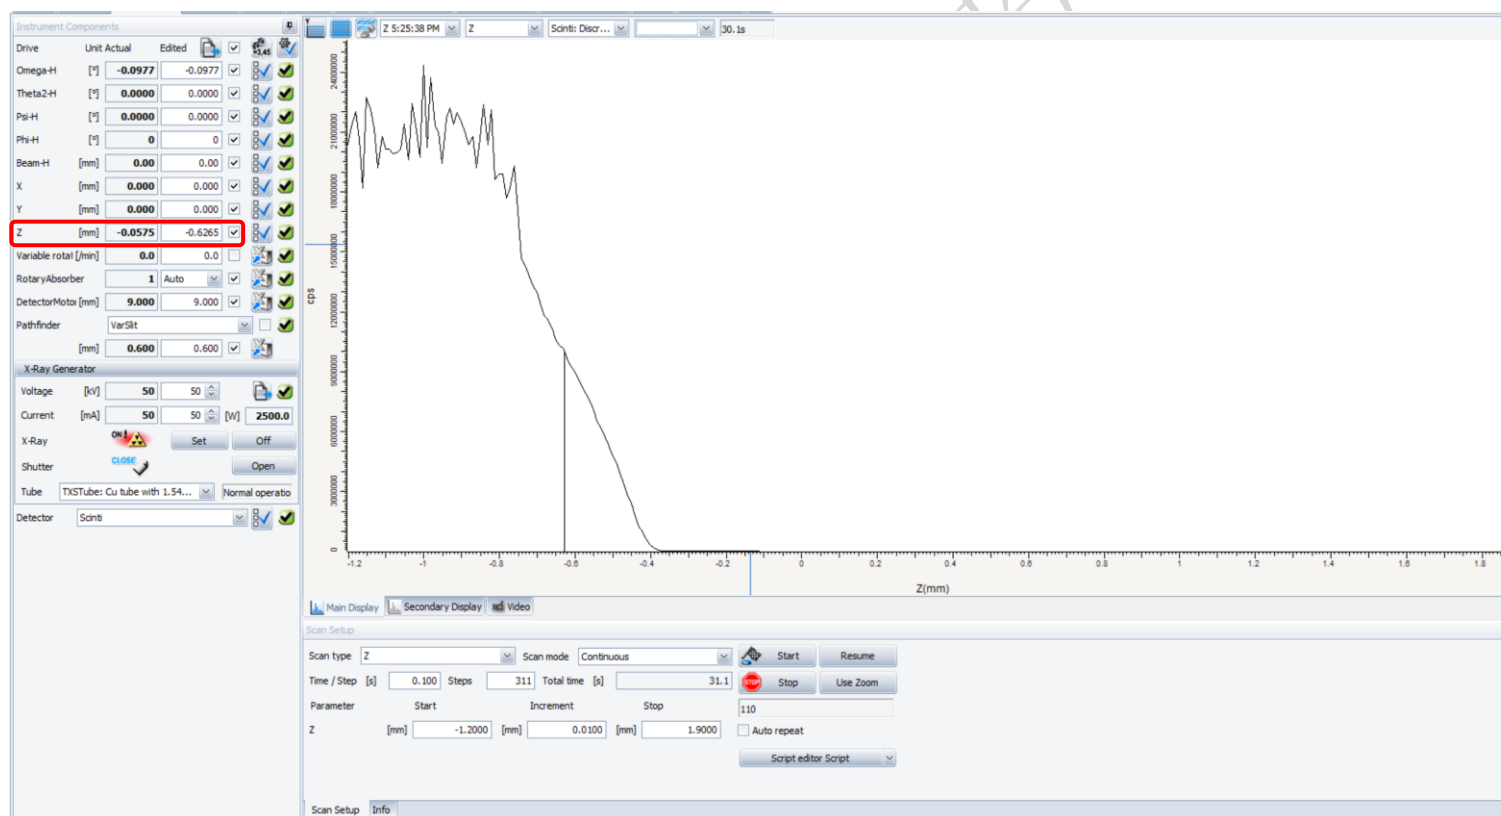 Instrument Components
Drive Unit Actual Edited
Omega-H [°] -0.0977 -0.0977
Theta2-H [°] 0.0000 0.0000
Psi-H [°] 0.0000 0.0000
Phi-H [°] 0 0
Beam-H [mm] 0.00 0.00
X [mm] 0.000 0.000
Y [mm] 0.000 0.000
Z [mm] -0.0575 -0.6265
Variable rotat [/min] 0.0 0.0
RotaryAbsorber 1 Auto
DetectorMotor [mm] 9.000 9.000
Pathfinder VarSlit
[mm] 0.600 0.600
X-Ray Generator
Voltage [kV] 50 50
Current [mA] 50 50 [W] 2500.0
X-Ray ON ! Set Off
Shutter CLOSE Open
Tube TXSTube: Cu tube with 1.54... Normal operatio
Detector Scinti
Z 5:25:38 PM Z Scinti: Discr... 30.1s
24000000
21000000
18000000
15000000
12000000
9000000
6000000
3000000
0
cps
-1.2 -1 -0.8 -0.6 -0.4 -0.2 0 0.2 0.4 0.6 0.8 1 1.2 1.4 1.6 1.8
Z(mm)
Main Display Secondary Display Video
Scan Setup
Scan type Z Scan mode Continuous Start Resume
Time / Step [s] 0.100 Steps 311 Total time [s] 31.1 STOP Stop Use Zoom
Parameter Start Increment Stop 110
Z [mm] -1.2000 [mm] 0.0100 [mm] 1.9000 Auto repeat
Script editor Script
Scan Setup Info